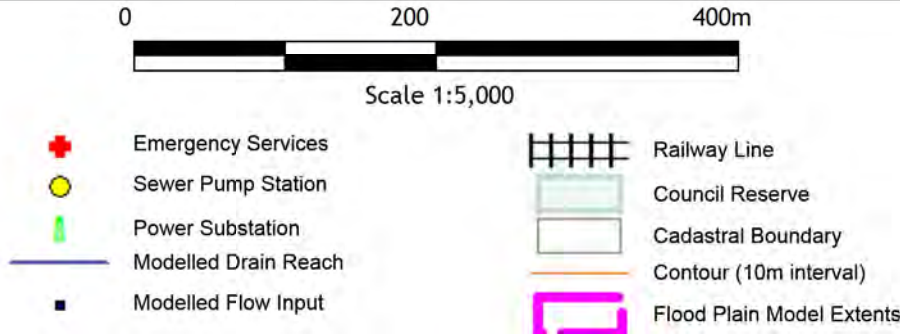 0 200 400m
Scale 1:5,000
Emergency Services
Sewer Pump Station
Power Substation
Modelled Drain Reach
Modelled Flow Input
Railway Line
Council Reserve
Cadastral Boundary
Contour (10m interval)
Flood Plain Model Extents